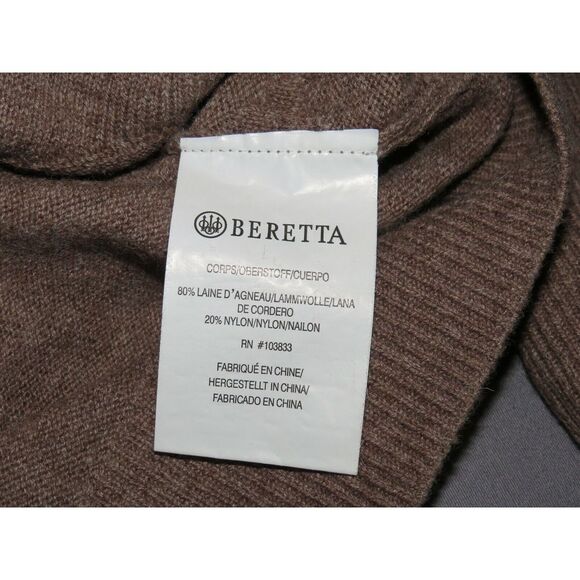 BERETTA
CORPS/OBERSTOFF/CUERPO
80% LAINE D'AGNEAU/LAMMWOLLE/LANA
DE CORDERO
20% NYLON/NYLON/NAILON
RN #103833
FABRIQUÉ EN CHINE/
HERGESTELLT IN CHINA/
FABRICADO EN CHINA